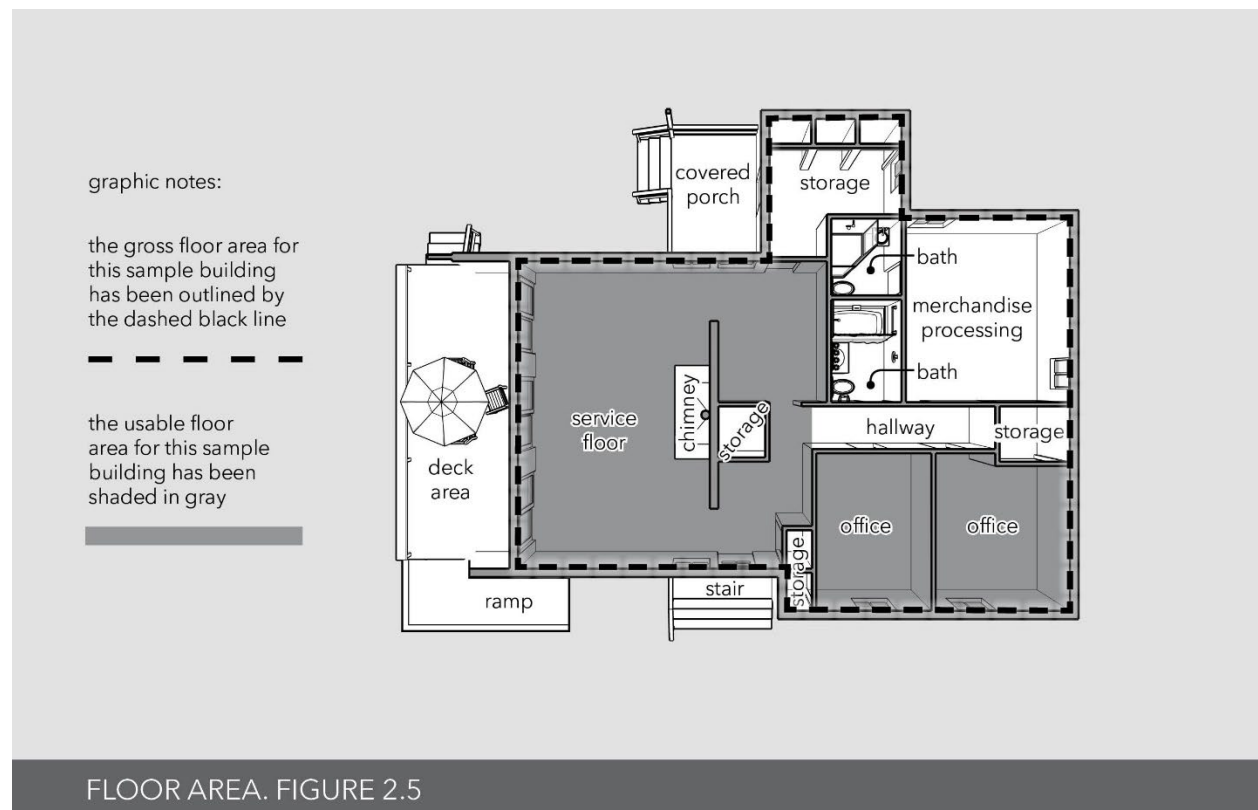 graphic notes:
the gross floor area for
this sample building
has been outlined by
the dashed black line
the usable floor
area for this sample
building has been
shaded in gray
covered
porch
storage
bath
merchandise
processing
bath
service
floor
chimney
storage
hallway
storage
deck
area
office
office
storage
stair
ramp
FLOOR AREA. FIGURE 2.5